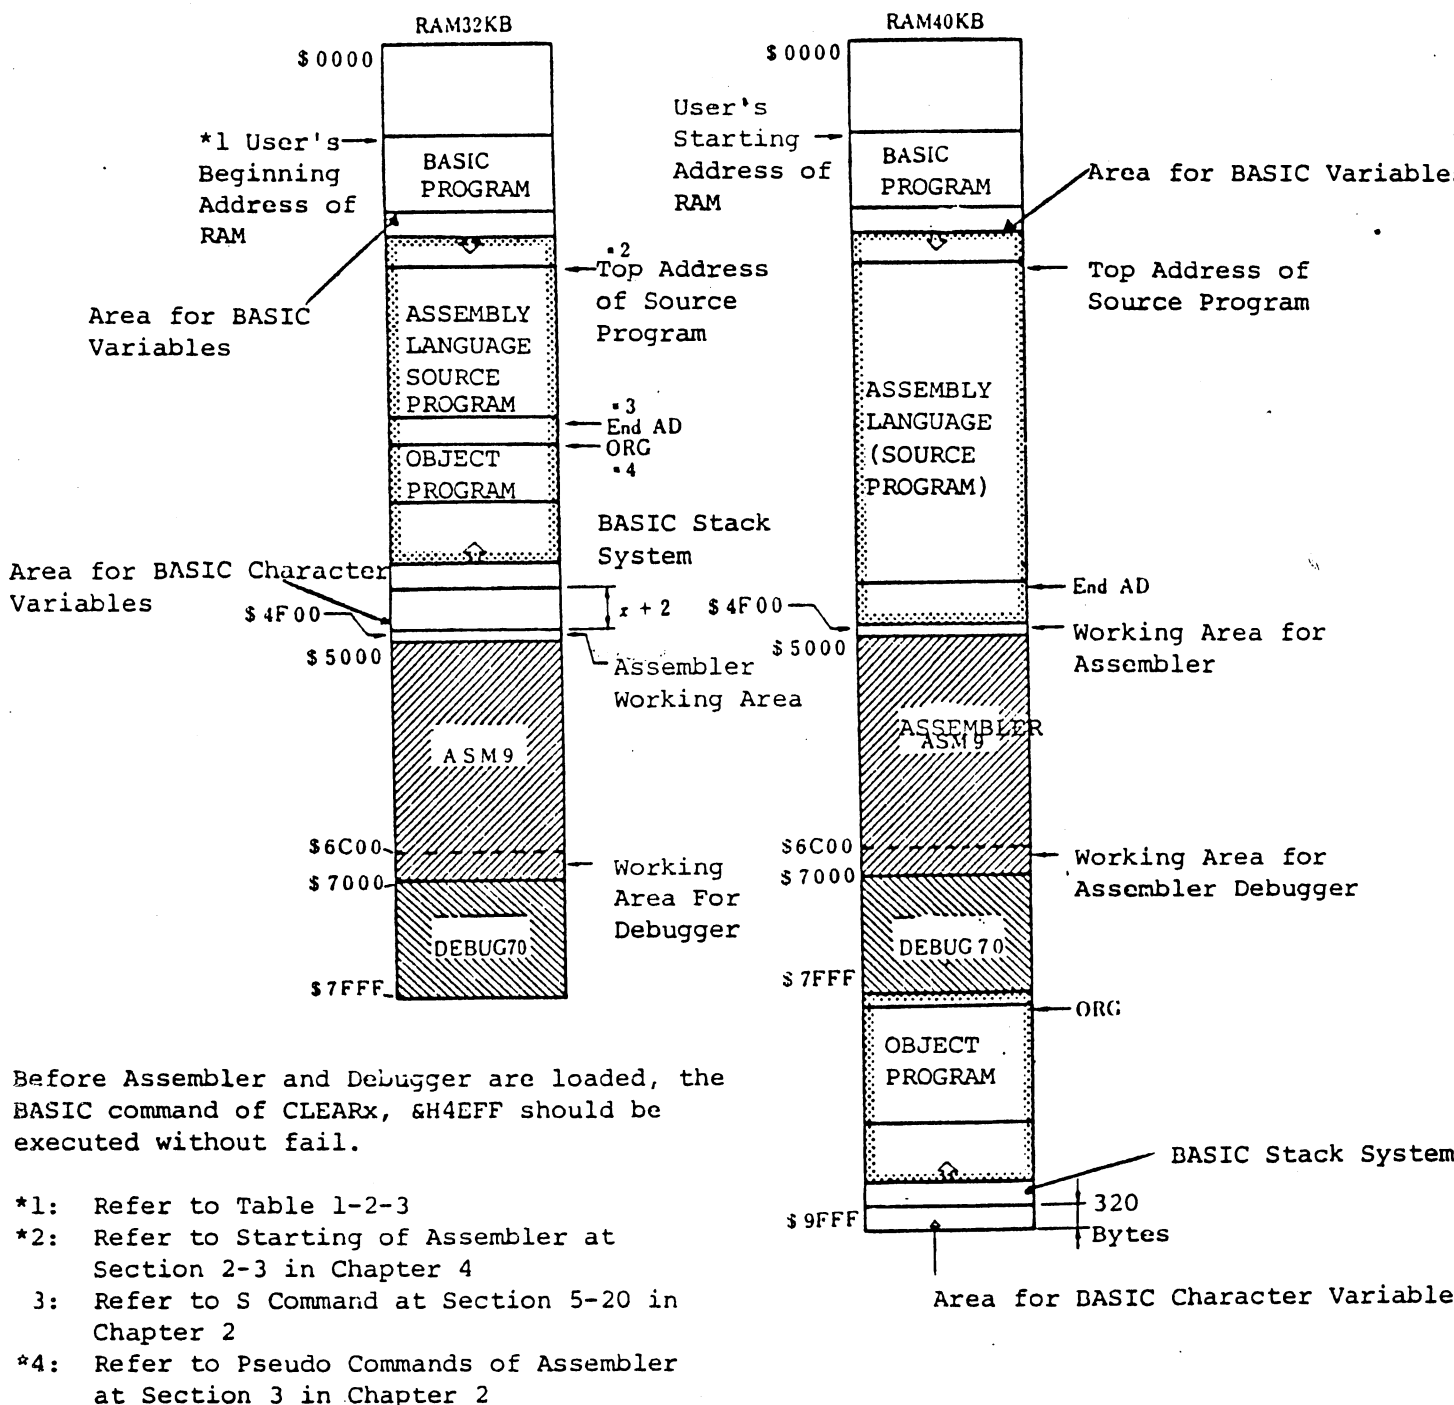 RAM32KB
$0000
*1 User's
Beginning
Address of
RAM
BASIC
PROGRAM
Area for BASIC
Variables
*2
Top Address
of Source
Program
ASSEMBLY
LANGUAGE
SOURCE
PROGRAM
*3
End AD
ORG
*4
OBJECT
PROGRAM
BASIC Stack
System
Area for BASIC Character
Variables
x + 2
$4F00
$5000
Assembler
Working Area
ASM9
$6C00
$7000
Working
Area For
Debugger
DEBUG70
$7FFF
RAM40KB
$0000
User's
Starting
Address of
RAM
BASIC
PROGRAM
Area for BASIC Variable
Top Address of
Source Program
ASSEMBLY
LANGUAGE
(SOURCE
PROGRAM)
End AD
$4F00
$5000
Working Area for
Assembler
ASSEMBLER
ASM9
$6C00
$7000
Working Area for
Assembler Debugger
DEBUG70
$7FFF
ORG
OBJECT
PROGRAM
BASIC Stack System
320
Bytes
$9FFF
Area for BASIC Character Variable
Before Assembler and Debugger are loaded, the
BASIC command of CLEARx, &H4EFF should be
executed without fail.
*1: Refer to Table 1-2-3
*2: Refer to Starting of Assembler at
Section 2-3 in Chapter 4
3: Refer to S Command at Section 5-20 in
Chapter 2
*4: Refer to Pseudo Commands of Assembler
at Section 3 in Chapter 2